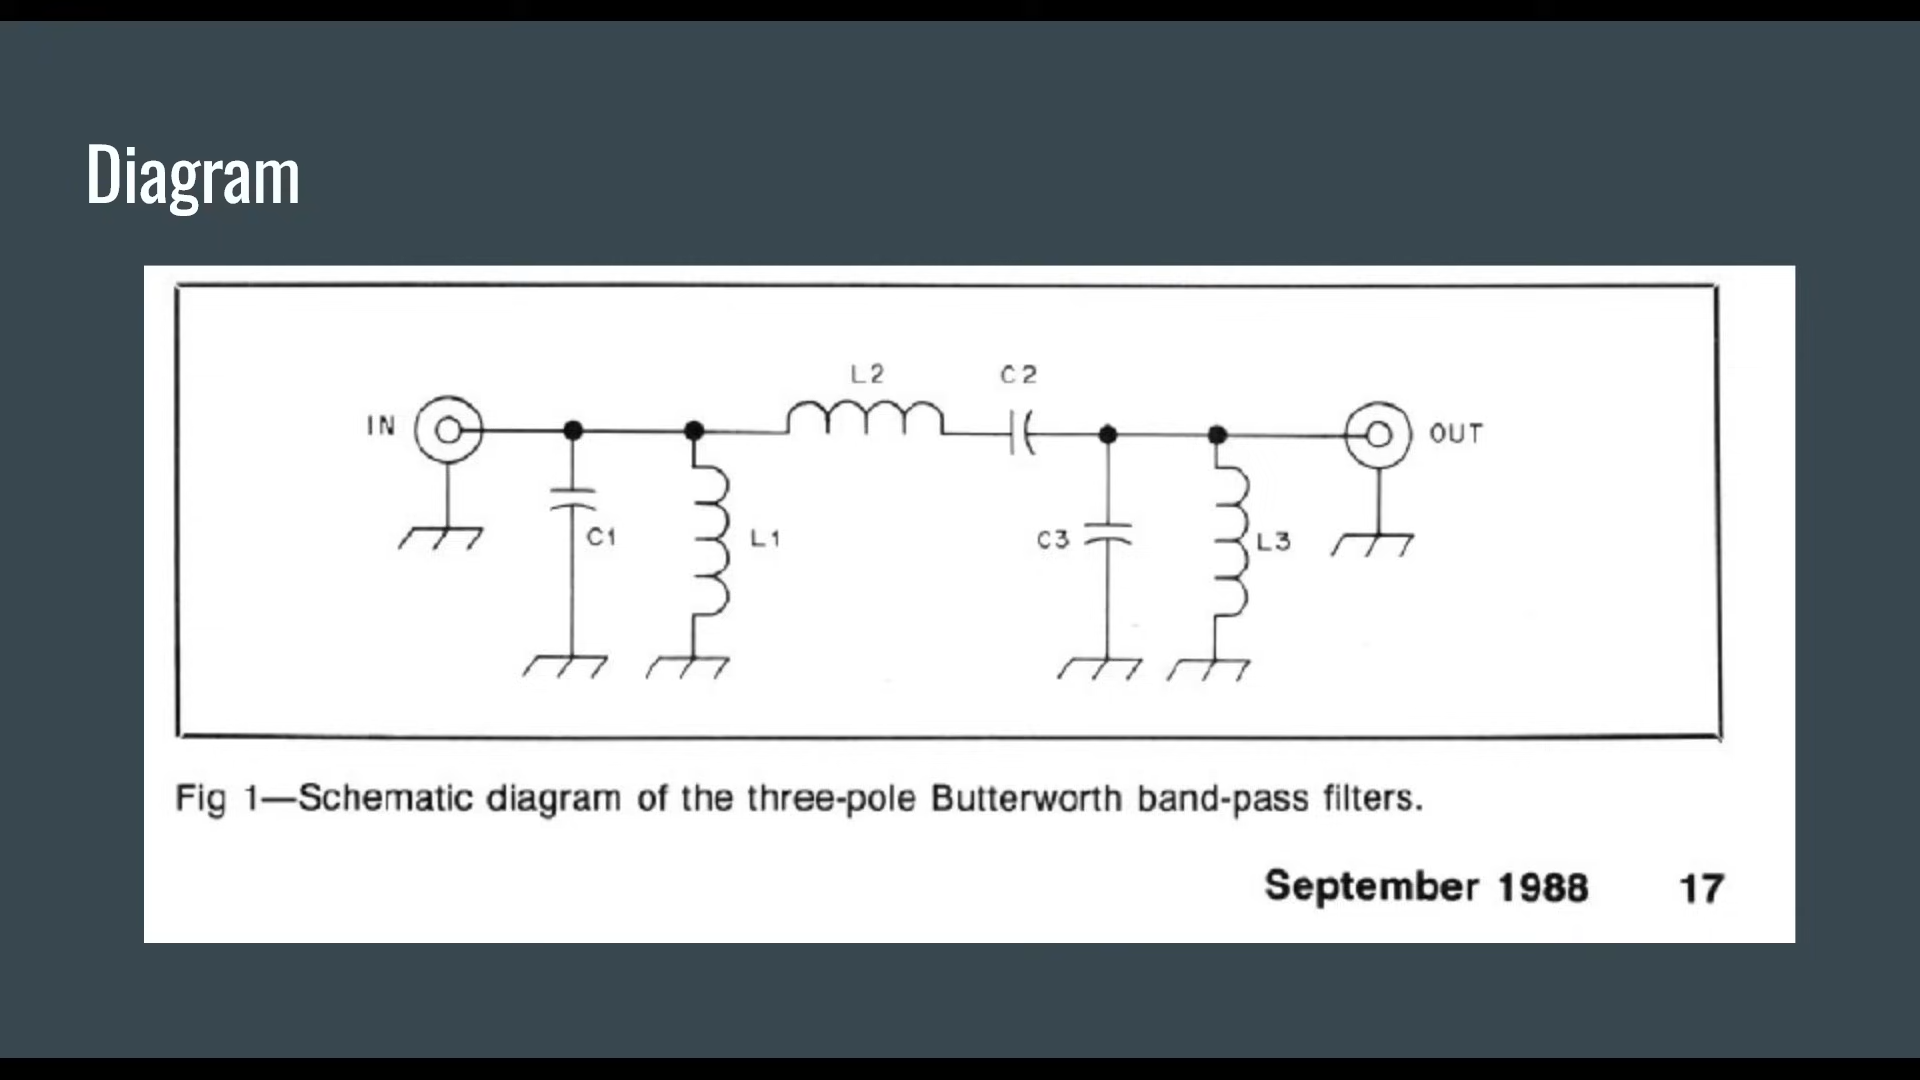 Diagram
L2
C2
IN
OUT
C1
L1
C3
L3
Fig 1—Schematic diagram of the three-pole Butterworth band-pass filters.
September 1988 17